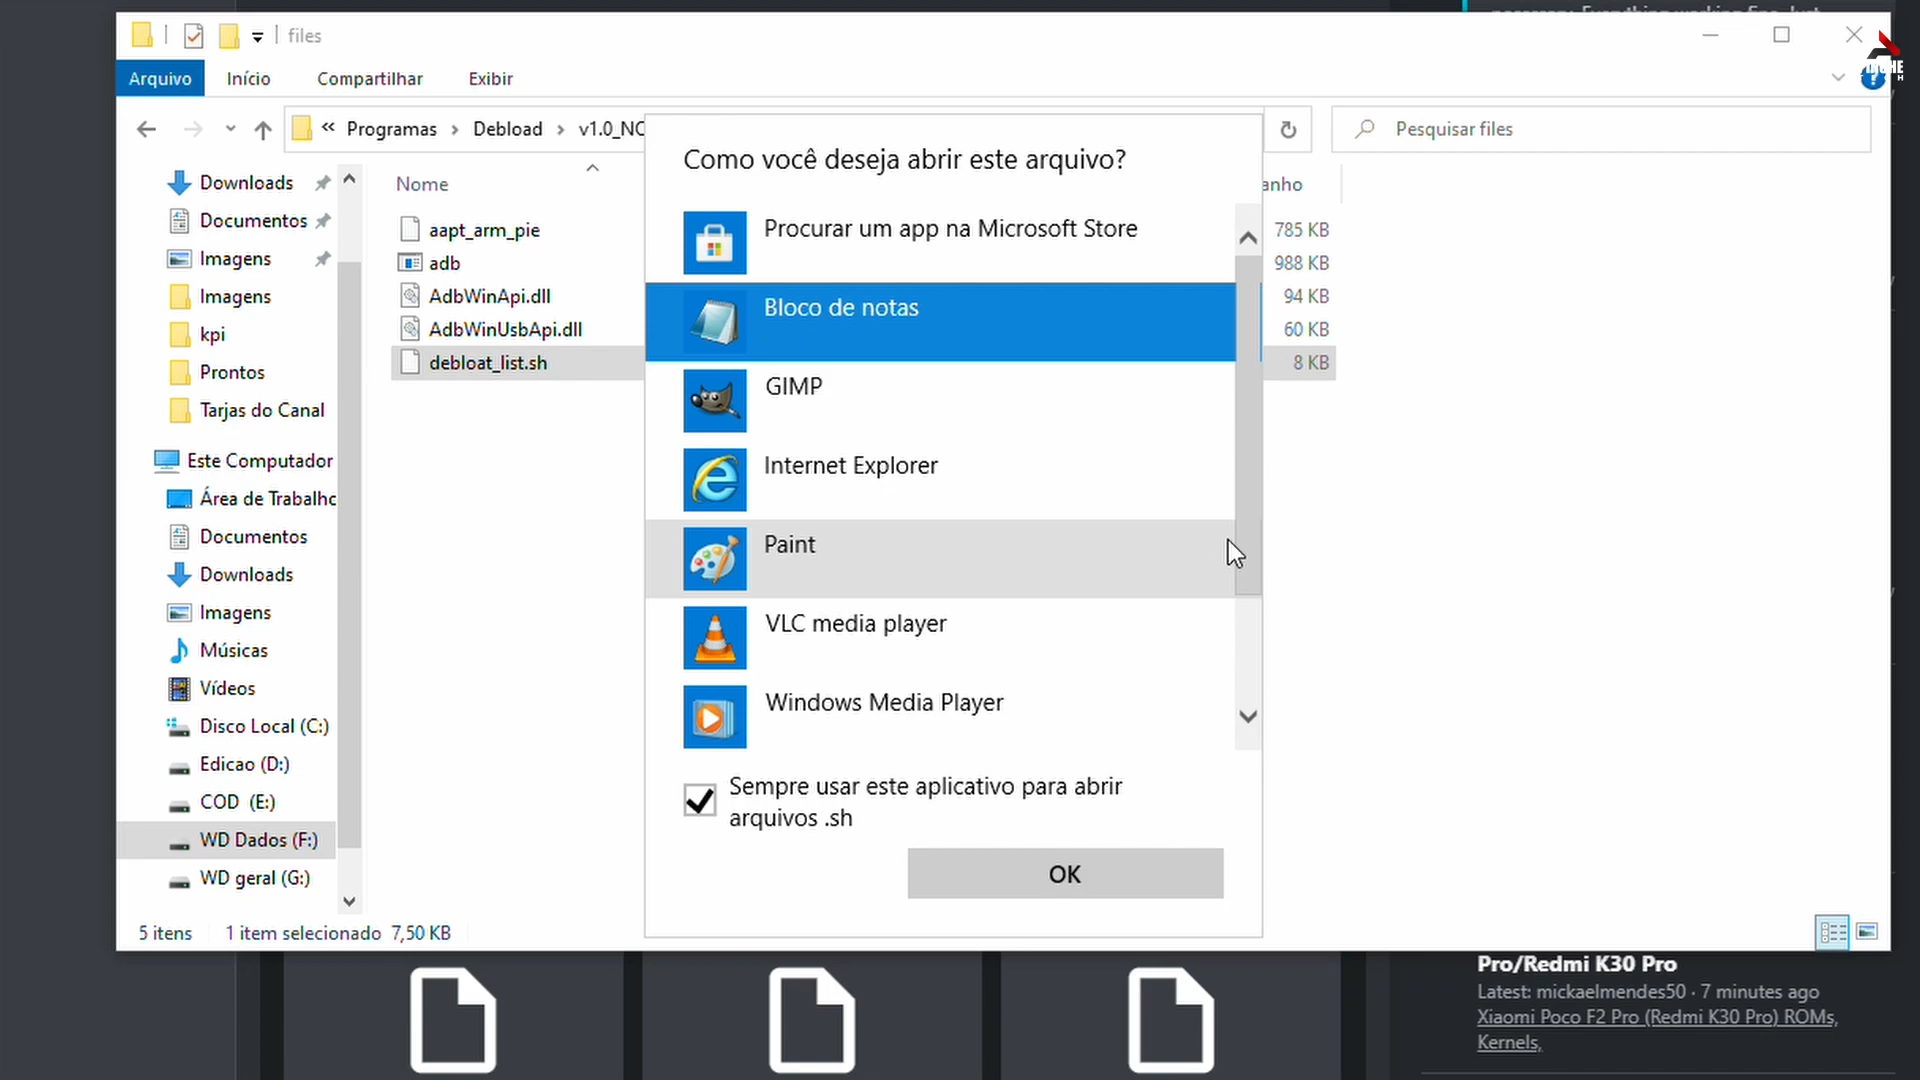 files
Arquivo
Início
Compartilhar
Exibir
« Programas > Debload > v1.0_NO
Pesquisar files
Como você deseja abrir este arquivo?
Procurar um app na Microsoft Store
Bloco de notas
GIMP
Internet Explorer
Paint
VLC media player
Windows Media Player
Sempre usar este aplicativo para abrir
arquivos .sh
OK
Downloads
Documentos
Imagens
Imagens
kpi
Prontos
Tarjas do Canal
Este Computador
Área de Trabalho
Documentos
Downloads
Imagens
Músicas
Vídeos
Disco Local (C:)
Edicao (D:)
COD (E:)
WD Dados (F:)
WD geral (G:)
Nome
anho
aapt_arm_pie
785 KB
adb
988 KB
AdbWinApi.dll
94 KB
AdbWinUsbApi.dll
60 KB
debloat_list.sh
8 KB
5 itens
1 item selecionado 7,50 KB
Pro/Redmi K30 Pro
Latest: mickaelmendes50 · 7 minutes ago
Xiaomi Poco F2 Pro (Redmi K30 Pro) ROMs,
Kernels,